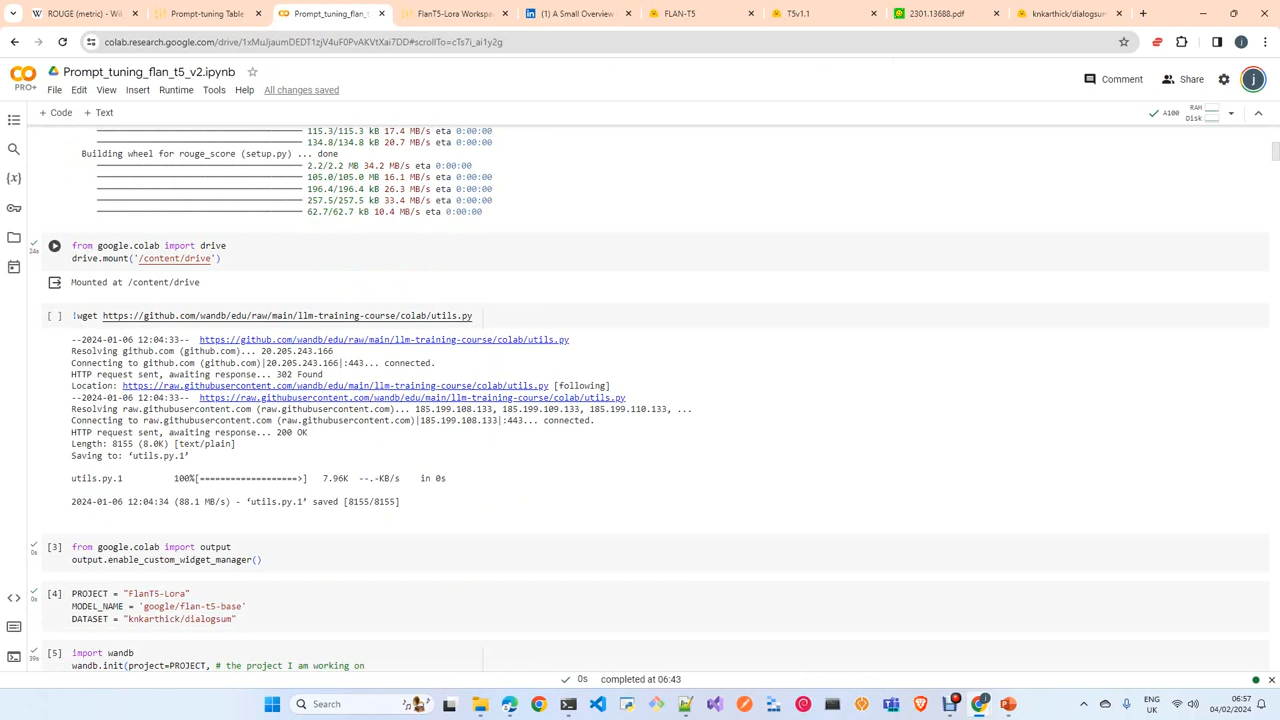 ROUGE (metric) - Wi
Prompt-tuning Table
Prompt_tuning_flan_t
FlanT5-Lora Workspa
(1) A Small Overview
FLAN-T5
T5v1.1
2301.13688.pdf
knkarthick/dialogsum
colab.research.google.com/drive/1xMuJjaumDEDT1zjV4uF0PvAKVtXai7DD#scrollTo=cTs7i_ai1y2g
Prompt_tuning_flan_t5_v2.ipynb
PRO+
File Edit View Insert Runtime Tools Help All changes saved
Comment Share
+ Code + Text
A100 RAM Disk
115.3/115.3 kB 17.4 MB/s eta 0:00:00
134.8/134.8 kB 20.7 MB/s eta 0:00:00
Building wheel for rouge_score (setup.py) ... done
2.2/2.2 MB 34.2 MB/s eta 0:00:00
105.0/105.0 MB 16.1 MB/s eta 0:00:00
196.4/196.4 kB 26.3 MB/s eta 0:00:00
257.5/257.5 kB 33.4 MB/s eta 0:00:00
62.7/62.7 kB 10.4 MB/s eta 0:00:00
24s
from google.colab import drive
drive.mount('/content/drive')
Mounted at /content/drive
[ ] !wget https://github.com/wandb/edu/raw/main/llm-training-course/colab/utils.py
--2024-01-06 12:04:33-- https://github.com/wandb/edu/raw/main/llm-training-course/colab/utils.py
Resolving github.com (github.com)... 20.205.243.166
Connecting to github.com (github.com)|20.205.243.166|:443... connected.
HTTP request sent, awaiting response... 302 Found
Location: https://raw.githubusercontent.com/wandb/edu/main/llm-training-course/colab/utils.py [following]
--2024-01-06 12:04:33-- https://raw.githubusercontent.com/wandb/edu/main/llm-training-course/colab/utils.py
Resolving raw.githubusercontent.com (raw.githubusercontent.com)... 185.199.108.133, 185.199.109.133, 185.199.110.133, ...
Connecting to raw.githubusercontent.com (raw.githubusercontent.com)|185.199.108.133|:443... connected.
HTTP request sent, awaiting response... 200 OK
Length: 8155 (8.0K) [text/plain]
Saving to: ‘utils.py.1’
utils.py.1 100%[===================>] 7.96K --.-KB/s in 0s
2024-01-06 12:04:34 (88.1 MB/s) - ‘utils.py.1’ saved [8155/8155]
0s
[3] from google.colab import output
output.enable_custom_widget_manager()
0s
[4] PROJECT = "FlanT5-Lora"
MODEL_NAME = 'google/flan-t5-base'
DATASET = "knkarthick/dialogsum"
39s
[5] import wandb
wandb.init(project=PROJECT, # the project I am working on
0s completed at 06:43
Search
ENG
UK
06:57
04/02/2024